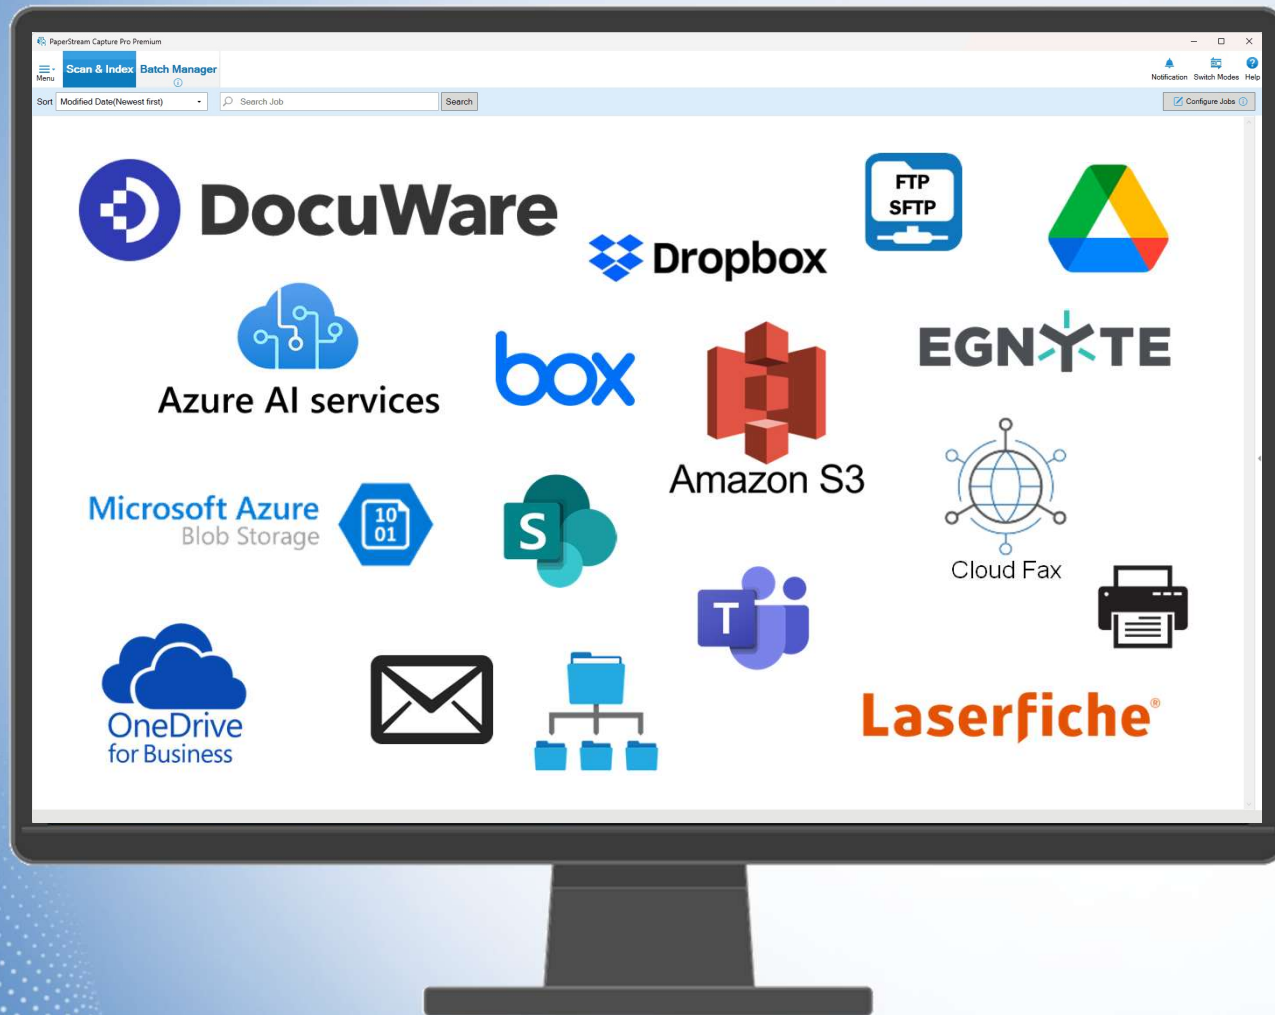 PaperStream Capture Pro Premium
Menu
Scan & Index
Batch Manager
Notification
Switch Modes
Help
Sort
Modified Date(Newest first)
Search Job
Search
Configure Jobs
DocuWare
FTP
SFTP
Dropbox
Azure AI services
box
EGNYTE
Amazon S3
Microsoft Azure
Blob Storage
10
01
S
Cloud Fax
T
OneDrive
for Business
Laserfiche®